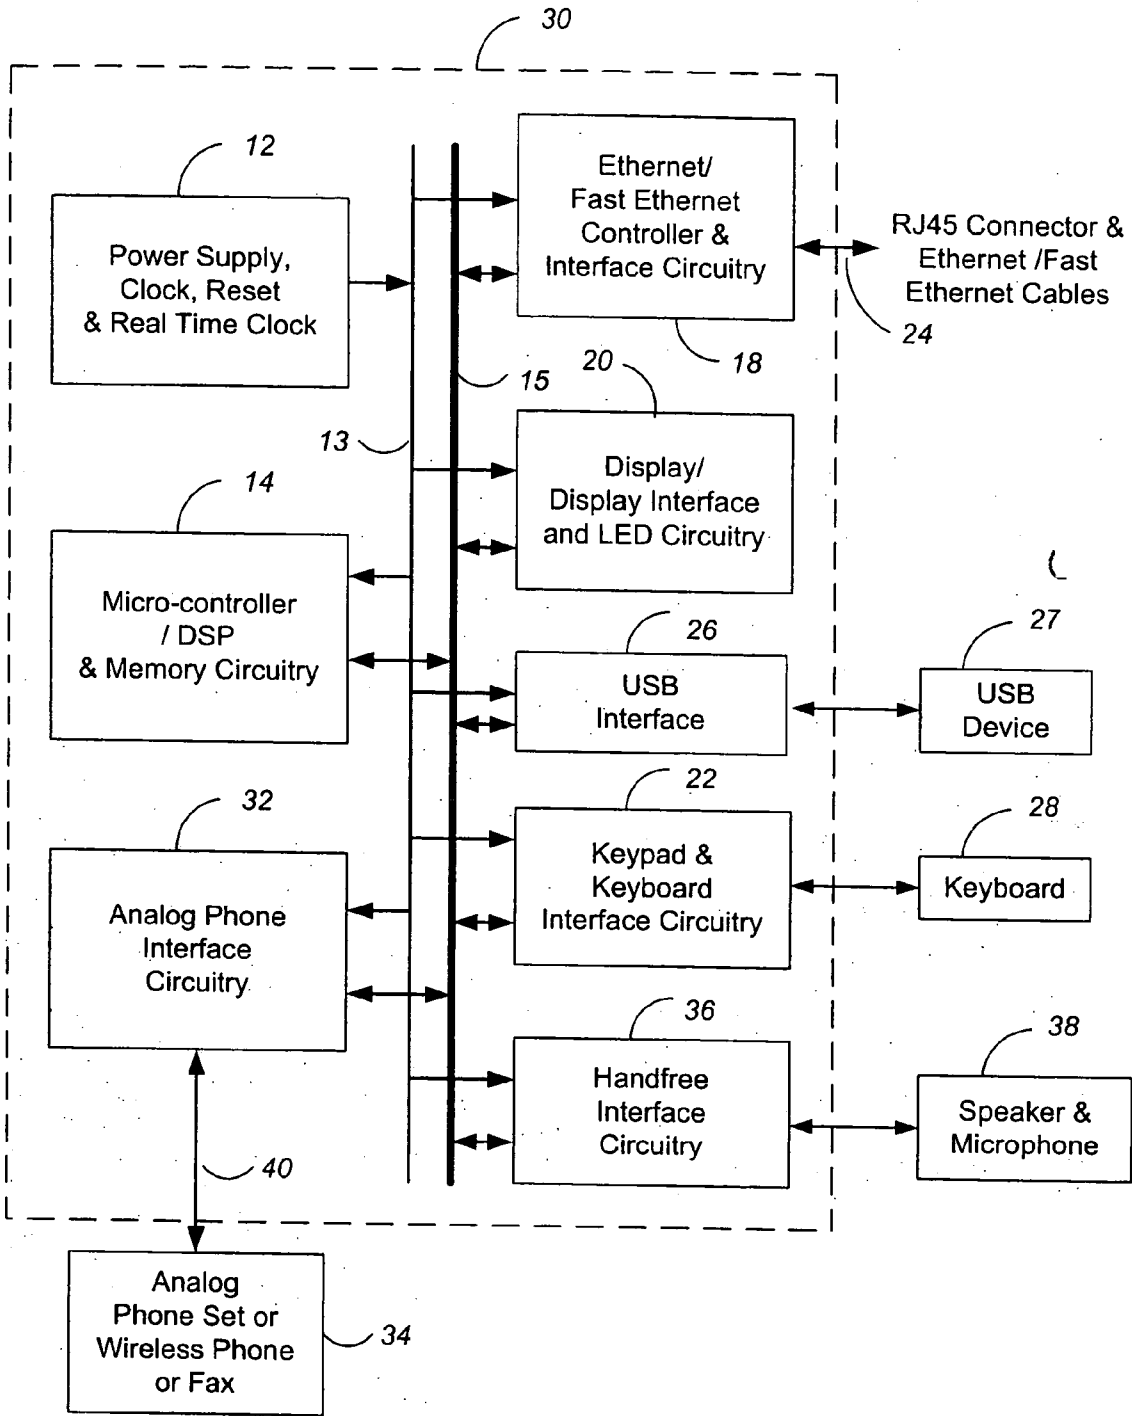 30
12
Power Supply,
Clock, Reset
& Real Time Clock
Ethernet/
Fast Ethernet
Controller &
Interface Circuitry
18
RJ45 Connector &
Ethernet /Fast
Ethernet Cables
24
15
13
20
Display/
Display Interface
and LED Circuitry
14
Micro-controller
/ DSP
& Memory Circuitry
26
USB
Interface
27
USB
Device
32
Analog Phone
Interface
Circuitry
22
Keypad &
Keyboard
Interface Circuitry
28
Keyboard
36
Handfree
Interface
Circuitry
38
Speaker &
Microphone
40
Analog
Phone Set or
Wireless Phone
or Fax
34